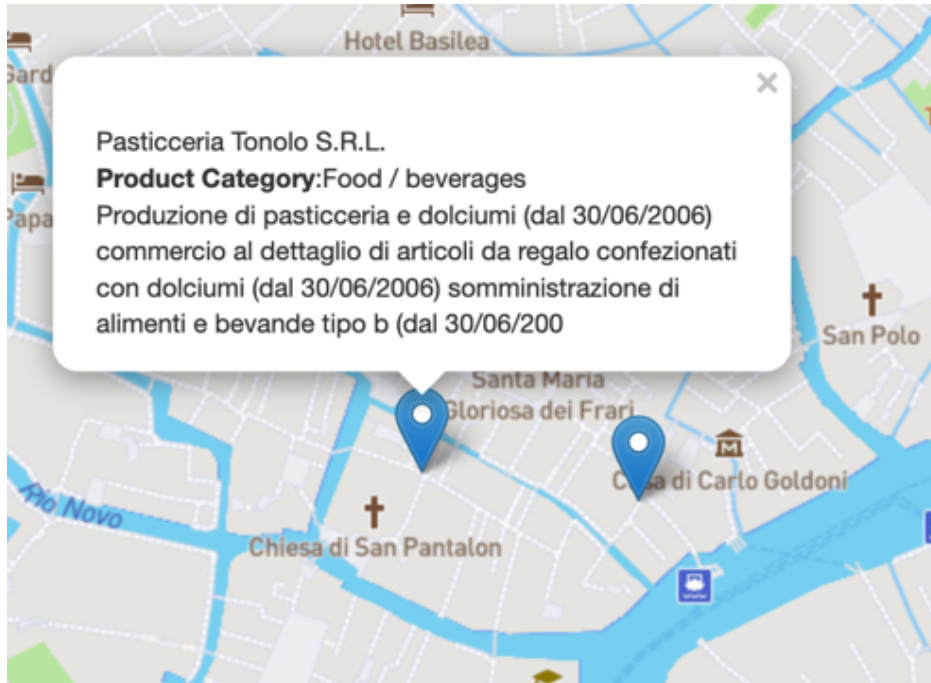 Hotel Basilea
Gard
×
Pasticceria Tonolo S.R.L.
Product Category:Food / beverages
Papa
Produzione di pasticceria e dolciumi (dal 30/06/2006)
commercio al dettaglio di articoli da regalo confezionati
con dolciumi (dal 30/06/2006) somministrazione di
alimenti e bevande tipo b (dal 30/06/200
San Polo
Santa Maria
Gloriosa dei Frari
M
Casa di Carlo Goldoni
Rio Novo
Chiesa di San Pantalon